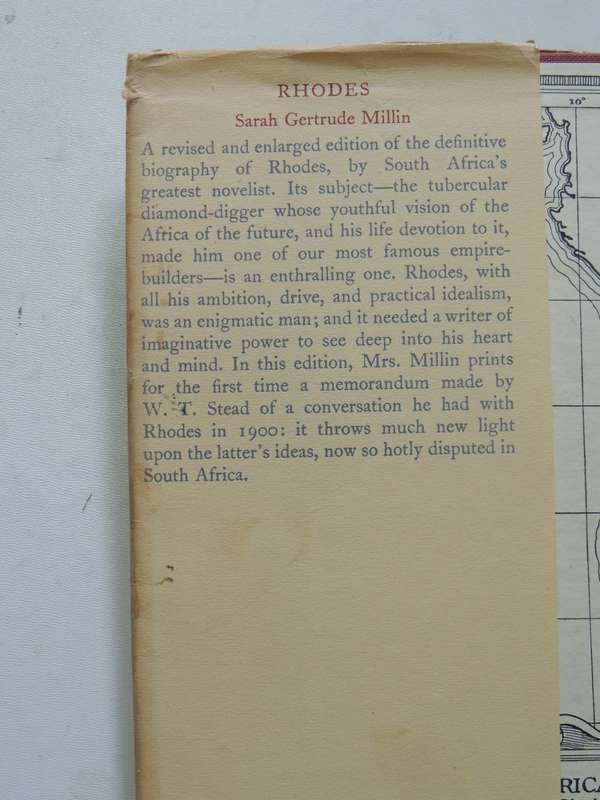 RHODES
Sarah Gertrude Millin
A revised and enlarged edition of the definitive
biography of Rhodes, by South Africa's
greatest novelist. Its subject—the tubercular
diamond-digger whose youthful vision of the
Africa of the future, and his life devotion to it,
made him one of our most famous empire-
builders—is an enthralling one. Rhodes, with
all his ambition, drive, and practical idealism,
was an enigmatic man; and it needed a writer of
imaginative power to see deep into his heart
and mind. In this edition, Mrs. Millin prints
for the first time a memorandum made by
W. T. Stead of a conversation he had with
Rhodes in 1900: it throws much new light
upon the latter's ideas, now so hotly disputed in
South Africa.
10°
RICA